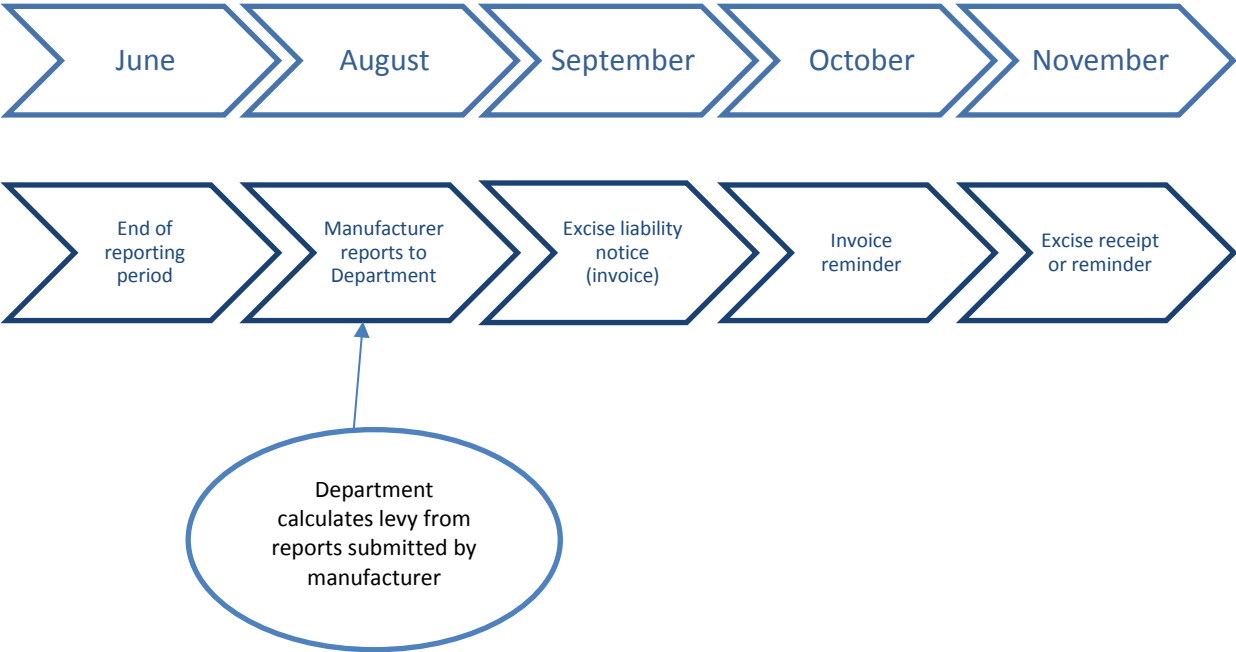 June
August
September
October
November
End of
reporting
period
Manufacturer
reports to
Department
Excise liability
notice
(invoice)
Invoice
reminder
Excise receipt
or reminder
Department
calculates levy from
reports submitted by
manufacturer